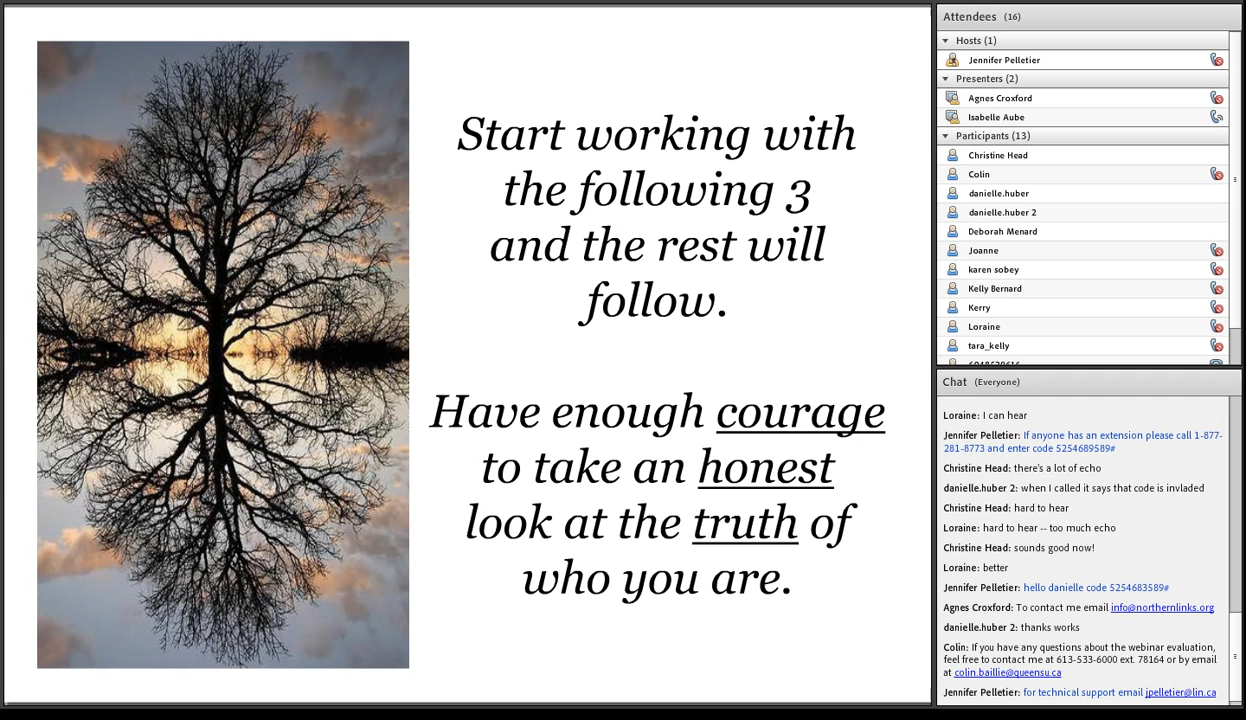 Start working with
the following 3
and the rest will
follow.
Have enough courage
to take an honest
look at the truth of
who you are.
Attendees (16)
Hosts (1)
Jennifer Pelletier
Presenters (2)
Agnes Croxford
Isabelle Aube
Participants (13)
Christine Head
Colin
danielle.huber
danielle.huber 2
Deborah Menard
Joanne
karen sobey
Kelly Bernard
Kerry
Loraine
tara_kelly
Chat (Everyone)
Loraine: I can hear
Jennifer Pelletier: If anyone has an extension please call 1-877-
281-8773 and enter code 5254689589#
Christine Head: there's a lot of echo
danielle.huber 2: when I called it says that code is invladed
Christine Head: hard to hear
Loraine: hard to hear -- too much echo
Christine Head: sounds good now!
Loraine: better
Jennifer Pelletier: hello danielle code 5254683589#
Agnes Croxford: To contact me email info@northernlinks.org
danielle.huber 2: thanks works
Colin: If you have any questions about the webinar evaluation,
feel free to contact me at 613-533-6000 ext. 78164 or by email
at colin.baillie@queensu.ca
Jennifer Pelletier: for technical support email jpelletier@lin.ca